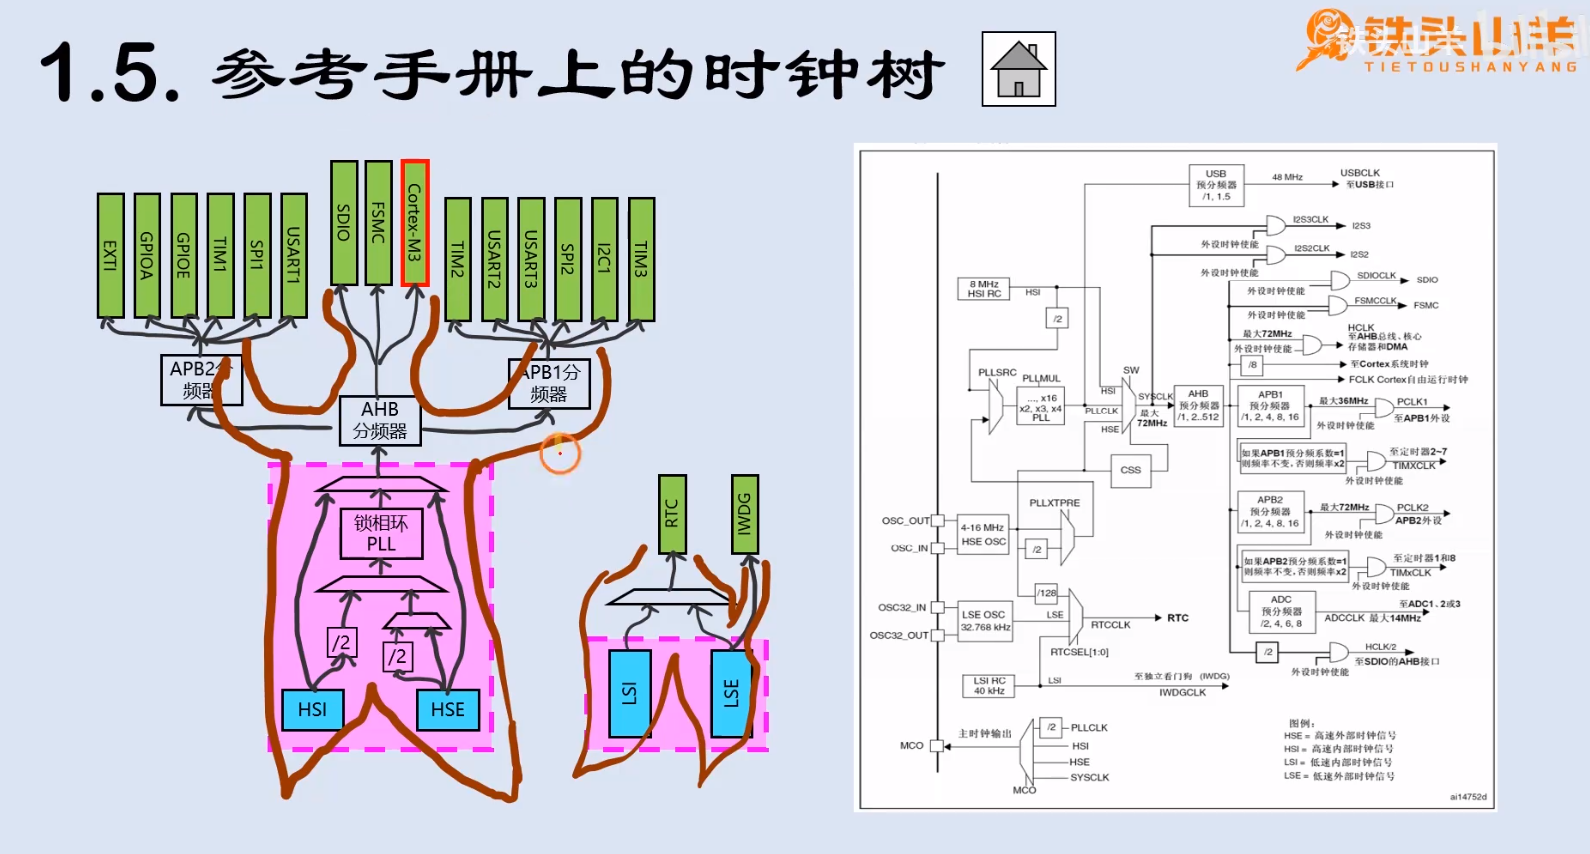 1.5. 参考手册上的时钟树
铁头山羊
TIETOUSHANYANG
EXTI
GPIOA
GPIOE
TIM1
SPI1
USART1
SDIO
FSMC
Cortex-M3
TIM2
USART2
USART3
SPI2
I2C1
TIM3
APB2分
频器
AHB
分频器
APB1分
频器
锁相环
PLL
/2
/2
HSI
HSE
RTC
IWDG
LSI
LSE
USB
预分频器
/1, 1.5
48 MHz
USBCLK
至USB接口
I2S3CLK
I2S3
外设时钟使能
I2S2CLK
I2S2
外设时钟使能
SDIOCLK
SDIO
外设时钟使能
FSMCCLK
FSMC
外设时钟使能
8 MHz
HSI RC
HSI
/2
最大72MHz
外设时钟使能
HCLK
至AHB总线、核心
存储器和DMA
/8
至Cortex系统时钟
FCLK Cortex自由运行时钟
PLLSRC
PLLMUL
..., x16
x2, x3, x4
PLL
SW
HSI
PLLCLK
HSE
SYSCLK
最大
72MHz
AHB
预分频器
/1, 2..512
APB1
预分频器
/1, 2, 4, 8, 16
最大36MHz
PCLK1
至APB1外设
外设时钟使能
CSS
如果APB1预分频系数=1
则频率不变，否则频率x2
至定时器2~7
TIMXCLK
外设时钟使能
OSC_OUT
OSC_IN
4-16 MHz
HSE OSC
PLLXTPRE
/2
APB2
预分频器
/1, 2, 4, 8, 16
最大72MHz
PCLK2
APB2外设
外设时钟使能
如果APB2预分频系数=1
则频率不变，否则频率x2
至定时器1和8
TIMxCLK
外设时钟使能
OSC32_IN
OSC32_OUT
LSE OSC
32.768 kHz
/128
LSE
RTCCLK
RTC
RTCSEL[1:0]
ADC
预分频器
/2, 4, 6, 8
至ADC1、2或3
ADCCLK 最大14MHz
/2
HCLK/2
至SDIO的AHB接口
外设时钟使能
LSI RC
40 kHz
LSI
至独立看门狗 (IWDG)
IWDGCLK
MCO
主时钟输出
/2
PLLCLK
HSI
HSE
SYSCLK
MCO
图例：
HSE = 高速外部时钟信号
HSI = 高速内部时钟信号
LSI = 低速内部时钟信号
LSE = 低速外部时钟信号
ai14752d